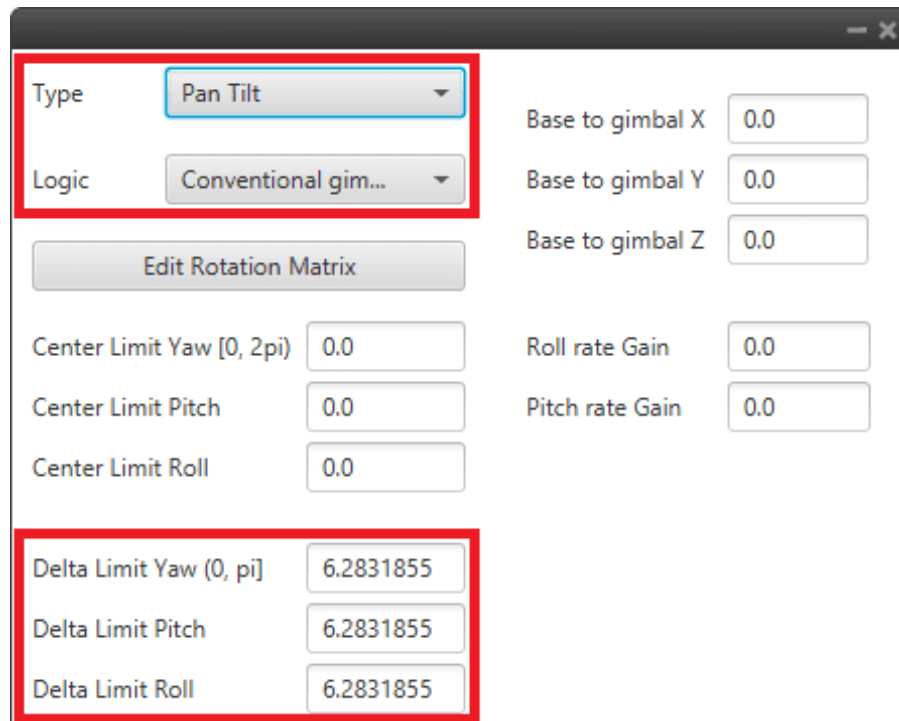 Type Pan Tilt
Logic Conventional gim...
Edit Rotation Matrix
Center Limit Yaw [0, 2pi) 0.0
Center Limit Pitch 0.0
Center Limit Roll 0.0
Delta Limit Yaw (0, pi] 6.2831855
Delta Limit Pitch 6.2831855
Delta Limit Roll 6.2831855
Base to gimbal X 0.0
Base to gimbal Y 0.0
Base to gimbal Z 0.0
Roll rate Gain 0.0
Pitch rate Gain 0.0